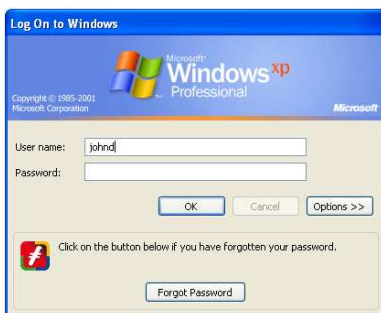 Log On to Windows
Microsoft®
Windows xp
Professional
Copyright © 1985-2001
Microsoft Corporation
Microsoft
User name: johnd
Password:
OK Cancel Options >>
Click on the button below if you have forgotten your password.
Forgot Password